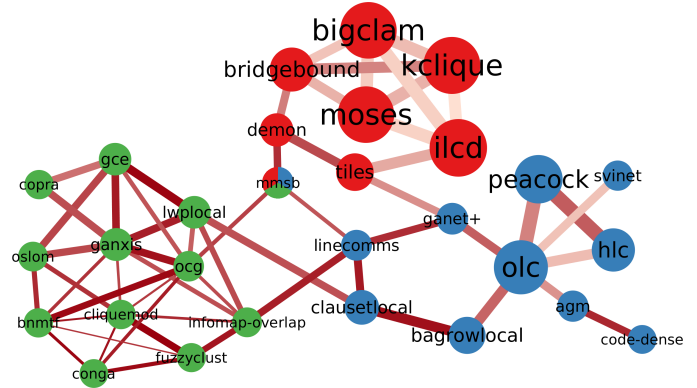 bigclam
bridgebound
kclique
moses
demon
ilcd
gce
tiles
svinet
copra
mmsb
peacock
lwplocal
ganet+
ganxis
linecomms
oslom
hlc
ocg
olc
clausetlocal
agm
cliquemod
infomap-overlap
bnmtf
bagrowlocal
code-dense
fuzzyclust
conga